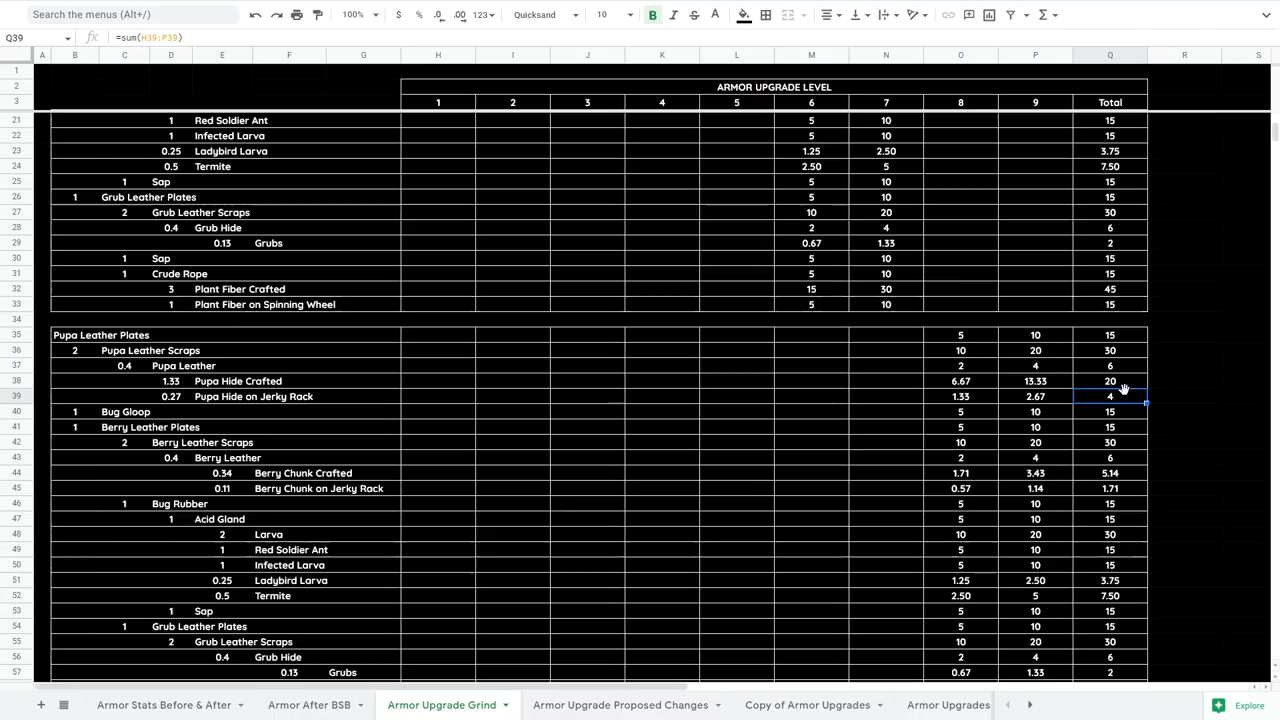 Search the menus (Alt+/) 100% $ % .0 .00 123 Quicksand 10 B I S A
Q39 fx =sum(H39:P39)
A B C D E F G H I J K L M N O P Q R S
1
2 ARMOR UPGRADE LEVEL
3 1 2 3 4 5 6 7 8 9 Total
21 1 Red Soldier Ant 5 10 15
22 1 Infected Larva 5 10 15
23 0.25 Ladybird Larva 1.25 2.50 3.75
24 0.5 Termite 2.50 5 7.50
25 1 Sap 5 10 15
26 1 Grub Leather Plates 5 10 15
27 2 Grub Leather Scraps 10 20 30
28 0.4 Grub Hide 2 4 6
29 0.13 Grubs 0.67 1.33 2
30 1 Sap 5 10 15
31 1 Crude Rope 5 10 15
32 3 Plant Fiber Crafted 15 30 45
33 1 Plant Fiber on Spinning Wheel 5 10 15
34
35 Pupa Leather Plates 5 10 15
36 2 Pupa Leather Scraps 10 20 30
37 0.4 Pupa Leather 2 4 6
38 1.33 Pupa Hide Crafted 6.67 13.33 20
39 0.27 Pupa Hide on Jerky Rack 1.33 2.67 4
40 1 Bug Gloop 5 10 15
41 1 Berry Leather Plates 5 10 15
42 2 Berry Leather Scraps 10 20 30
43 0.4 Berry Leather 2 4 6
44 0.34 Berry Chunk Crafted 1.71 3.43 5.14
45 0.11 Berry Chunk on Jerky Rack 0.57 1.14 1.71
46 1 Bug Rubber 5 10 15
47 1 Acid Gland 5 10 15
48 2 Larva 10 20 30
49 1 Red Soldier Ant 5 10 15
50 1 Infected Larva 5 10 15
51 0.25 Ladybird Larva 1.25 2.50 3.75
52 0.5 Termite 2.50 5 7.50
53 1 Sap 5 10 15
54 1 Grub Leather Plates 5 10 15
55 2 Grub Leather Scraps 10 20 30
56 0.4 Grub Hide 2 4 6
57 0.13 Grubs 0.67 1.33 2
Armor Stats Before & After Armor After BSB Armor Upgrade Grind Armor Upgrade Proposed Changes Copy of Armor Upgrades Armor Upgrades Explore